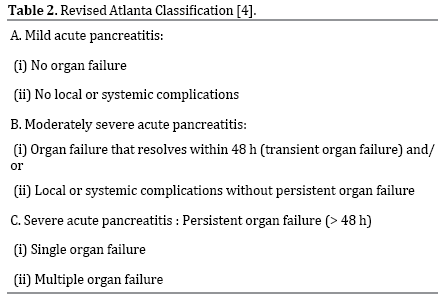 Table 2. Revised Atlanta Classification [4].
A. Mild acute pancreatitis:
(i) No organ failure
(ii) No local or systemic complications
B. Moderately severe acute pancreatitis:
(i) Organ failure that resolves within 48 h (transient organ failure) and/
or
(ii) Local or systemic complications without persistent organ failure
C. Severe acute pancreatitis : Persistent organ failure (> 48 h)
(i) Single organ failure
(ii) Multiple organ failure